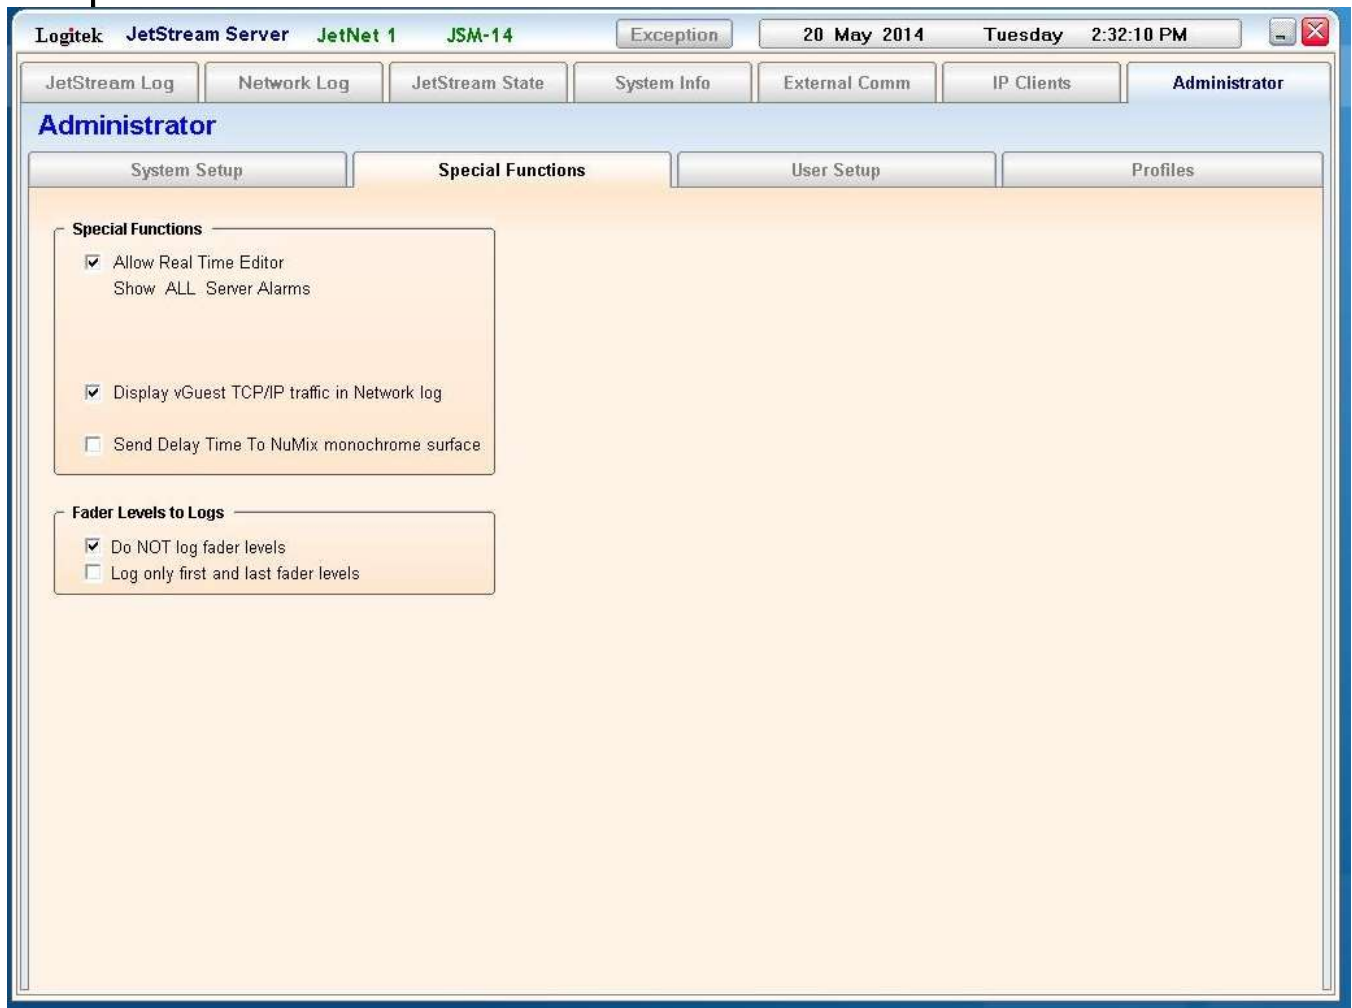 Logitek JetStream Server JetNet 1 JSM-14 Exception 20 May 2014 Tuesday 2:32:10 PM
JetStream Log Network Log JetStream State System Info External Comm IP Clients Administrator
Administrator
System Setup Special Functions User Setup Profiles
Special Functions
Allow Real Time Editor
Show ALL Server Alarms
Display vGuest TCP/IP traffic in Network log
Send Delay Time To NuMix monochrome surface
Fader Levels to Logs
Do NOT log fader levels
Log only first and last fader levels